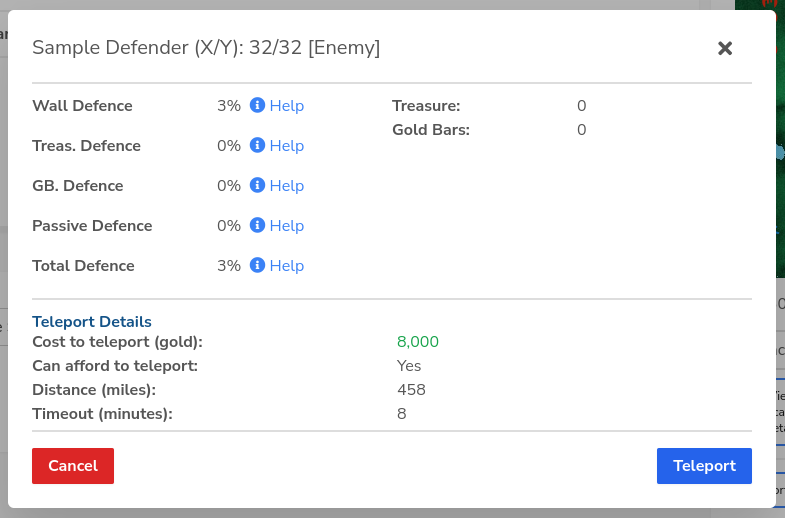 Sample Defender (X/Y): 32/32 [Enemy]
Wall Defence 3% Help
Treas. Defence 0% Help
GB. Defence 0% Help
Passive Defence 0% Help
Total Defence 3% Help
Treasure: 0
Gold Bars: 0
Teleport Details
Cost to teleport (gold): 8,000
Can afford to teleport: Yes
Distance (miles): 458
Timeout (minutes): 8
Cancel
Teleport